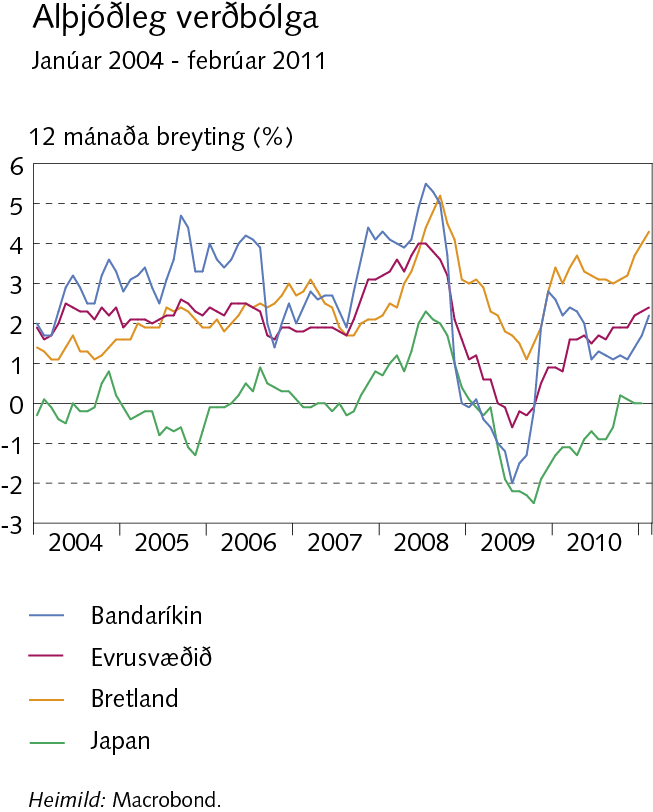 Alþjóðleg verðbólga
Janúar 2004 - febrúar 2011
12 mánaða breyting (%)
6
5
4
3
2
1
0
-1
-2
-3
2004 2005 2006 2007 2008 2009 2010
Bandaríkin
Evrusvæðið
Bretland
Japan
Heimild: Macrobond.